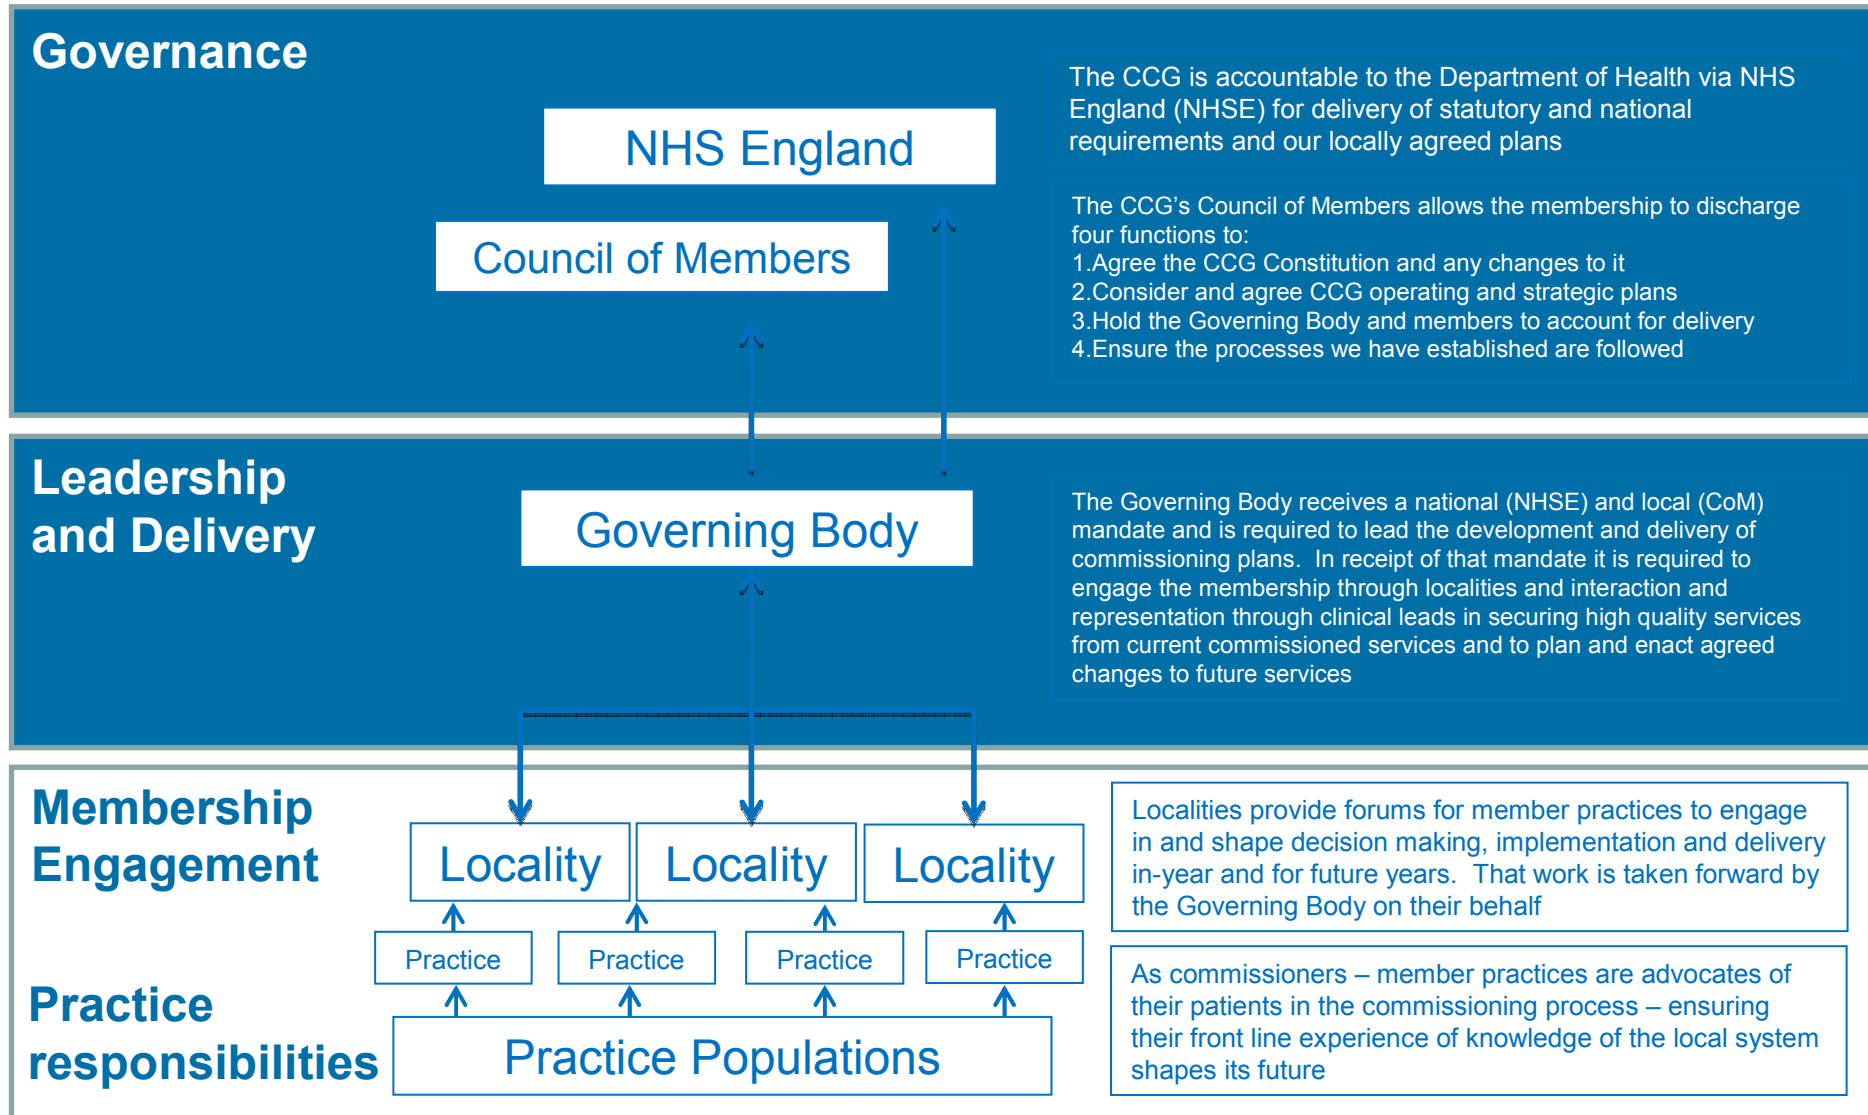 Governance
NHS England
Council of Members
The CCG is accountable to the Department of Health via NHS
England (NHSE) for delivery of statutory and national
requirements and our locally agreed plans
The CCG’s Council of Members allows the membership to discharge
four functions to:
1.Agree the CCG Constitution and any changes to it
2.Consider and agree CCG operating and strategic plans
3.Hold the Governing Body and members to account for delivery
4.Ensure the processes we have established are followed
Leadership
and Delivery
Governing Body
The Governing Body receives a national (NHSE) and local (CoM)
mandate and is required to lead the development and delivery of
commissioning plans. In receipt of that mandate it is required to
engage the membership through localities and interaction and
representation through clinical leads in securing high quality services
from current commissioned services and to plan and enact agreed
changes to future services
Membership
Engagement
Locality
Locality
Locality
Localities provide forums for member practices to engage
in and shape decision making, implementation and delivery
in-year and for future years. That work is taken forward by
the Governing Body on their behalf
Practice
Practice
Practice
Practice
Practice
responsibilities
Practice Populations
As commissioners – member practices are advocates of
their patients in the commissioning process – ensuring
their front line experience of knowledge of the local system
shapes its future